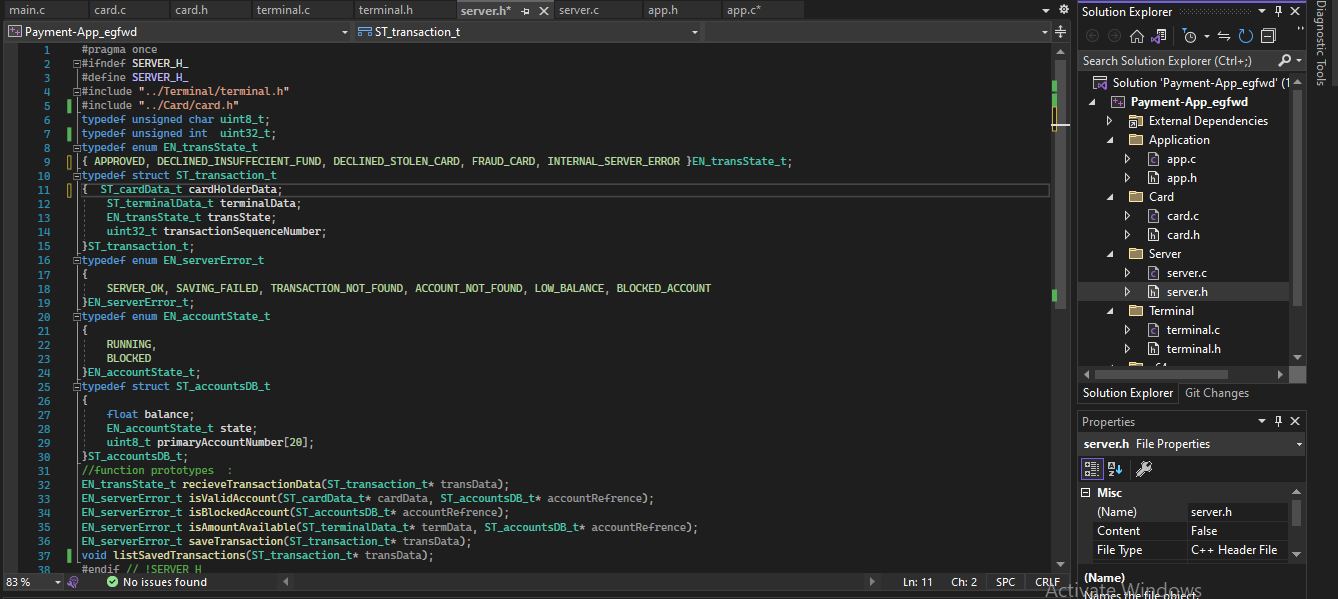 main.c card.c card.h terminal.c terminal.h server.h* server.c app.h app.c*
Payment-App_egfwd ST_transaction_t
1 #pragma once
2 #ifndef SERVER_H_
3 #define SERVER_H_
4 #include "../Terminal/terminal.h"
5 #include "../Card/card.h"
6 typedef unsigned char uint8_t;
7 typedef unsigned int  uint32_t;
8 typedef enum EN_transState_t
9 { APPROVED, DECLINED_INSUFFECIENT_FUND, DECLINED_STOLEN_CARD, FRAUD_CARD, INTERNAL_SERVER_ERROR }EN_transState_t;
10 typedef struct ST_transaction_t
11 {  ST_cardData_t cardHolderData;
12 ST_terminalData_t terminalData;
13 EN_transState_t transState;
14 uint32_t transactionSequenceNumber;
15 }ST_transaction_t;
16 typedef enum EN_serverError_t
17 {
18 SERVER_OK, SAVING_FAILED, TRANSACTION_NOT_FOUND, ACCOUNT_NOT_FOUND, LOW_BALANCE, BLOCKED_ACCOUNT
19 }EN_serverError_t;
20 typedef enum EN_accountState_t
21 {
22 RUNNING,
23 BLOCKED
24 }EN_accountState_t;
25 typedef struct ST_accountsDB_t
26 {
27 float balance;
28 EN_accountState_t state;
29 uint8_t primaryAccountNumber[20];
30 }ST_accountsDB_t;
31 //function prototypes  :
32 EN_transState_t recieveTransactionData(ST_transaction_t* transData);
33 EN_serverError_t isValidAccount(ST_cardData_t* cardData, ST_accountsDB_t* accountRefrence);
34 EN_serverError_t isBlockedAccount(ST_accountsDB_t* accountRefrence);
35 EN_serverError_t isAmountAvailable(ST_terminalData_t* termData, ST_accountsDB_t* accountRefrence);
36 EN_serverError_t saveTransaction(ST_transaction_t* transData);
37 void listSavedTransactions(ST_transaction_t* transData);
38 #endif // !SERVER_H
83 % No issues found Ln: 11 Ch: 2 SPC CRLF
Solution Explorer
Search Solution Explorer (Ctrl+;)
Solution 'Payment-App_egfwd' (1
Payment-App_egfwd
External Dependencies
Application
app.c
app.h
Card
card.c
card.h
Server
server.c
server.h
Terminal
terminal.c
terminal.h
Solution Explorer Git Changes
Properties
server.h File Properties
Misc
(Name) server.h
Content False
File Type C++ Header File
(Name)
Names the file object.
Activate Windows
Diagnostic Tools